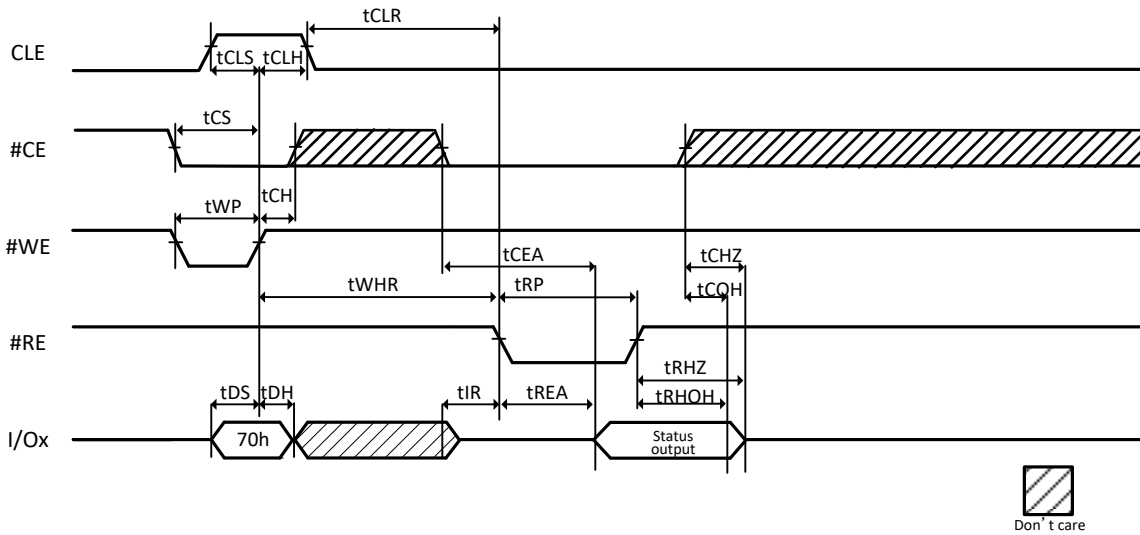 tCLR
CLE
tCLS tCLH
tCS
#CE
tCH
tWP
#WE
tCEA
tCHZ
tWHR
tRP
tCOH
#RE
tRHZ
tDS
tDH
tIR
tREA
tRHOH
I/Ox
70h
Status
output
Don't care